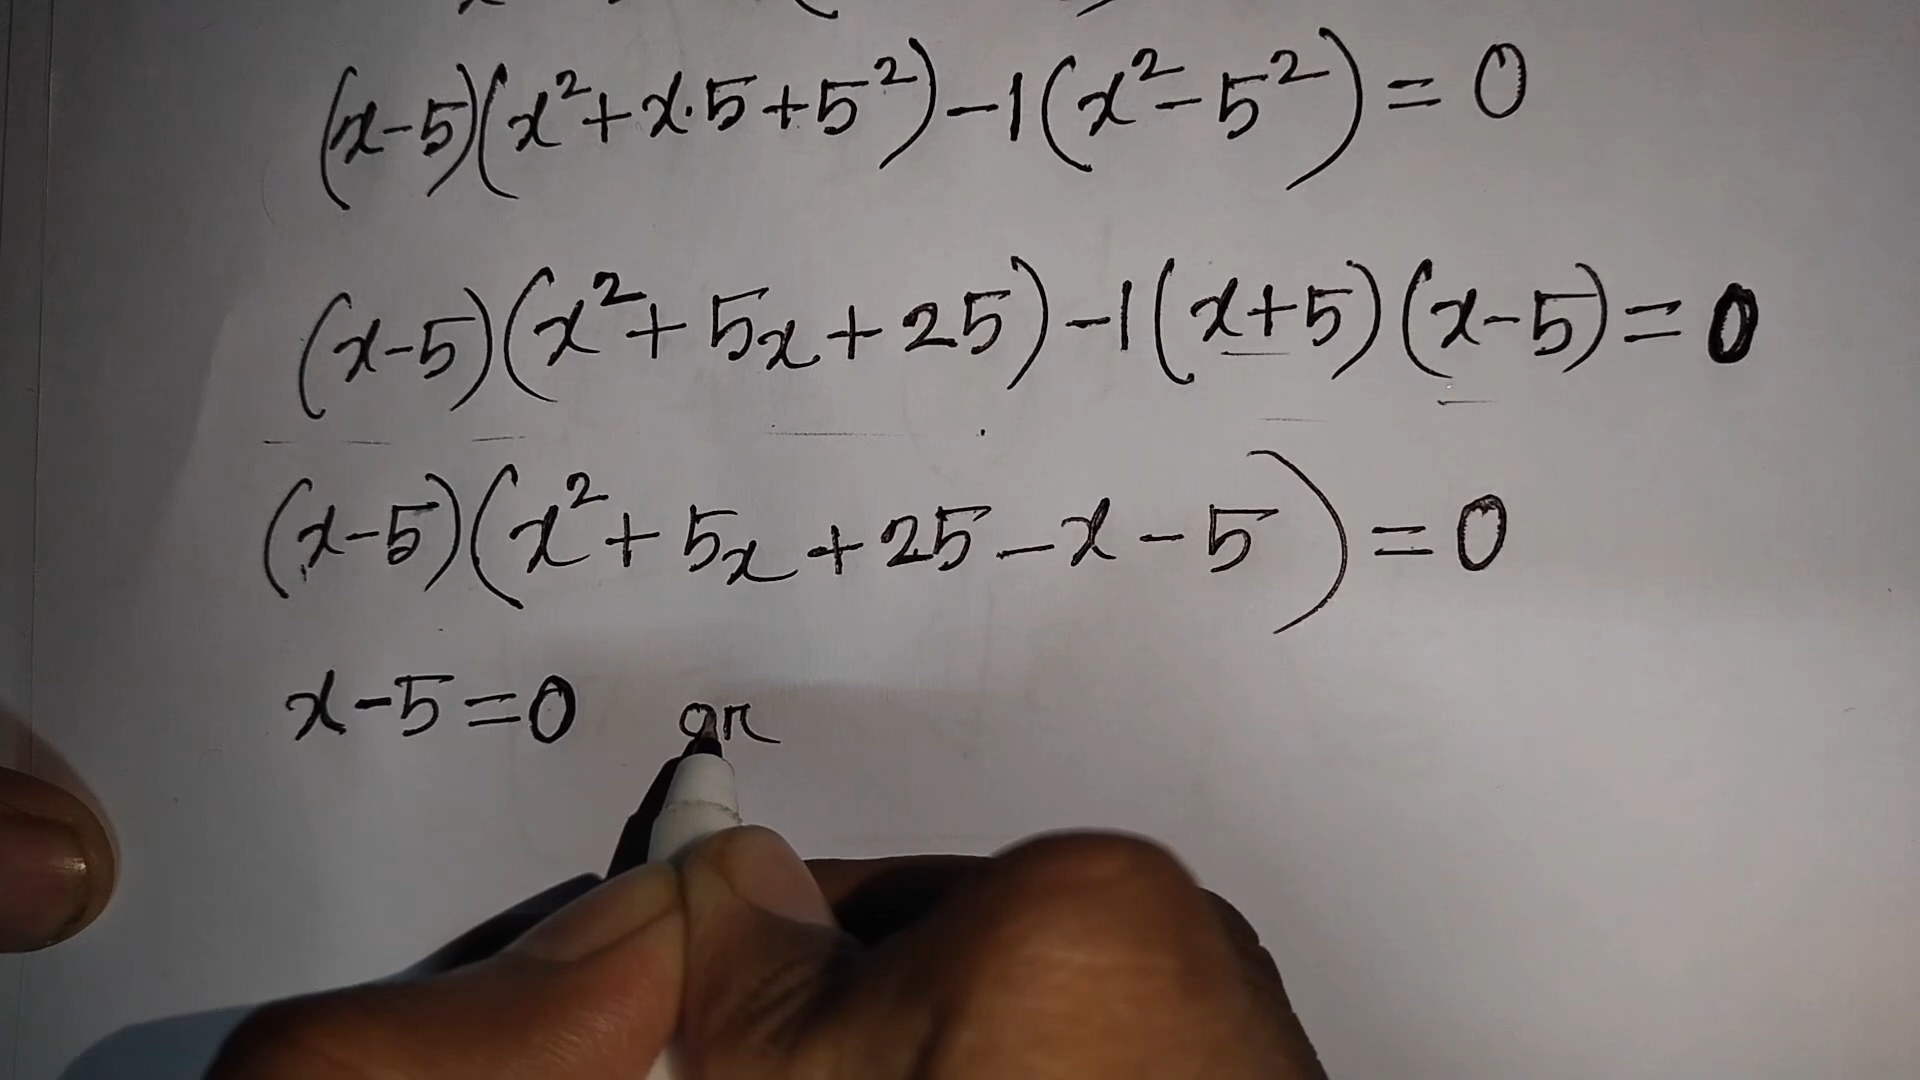 (x-5)(x²+x·5+5²)-1(x²-5²)=0
(x-5)(x²+5x+25)-1(x+5)(x-5)=0
(x-5)(x²+5x+25-x-5)=0
x-5=0 or